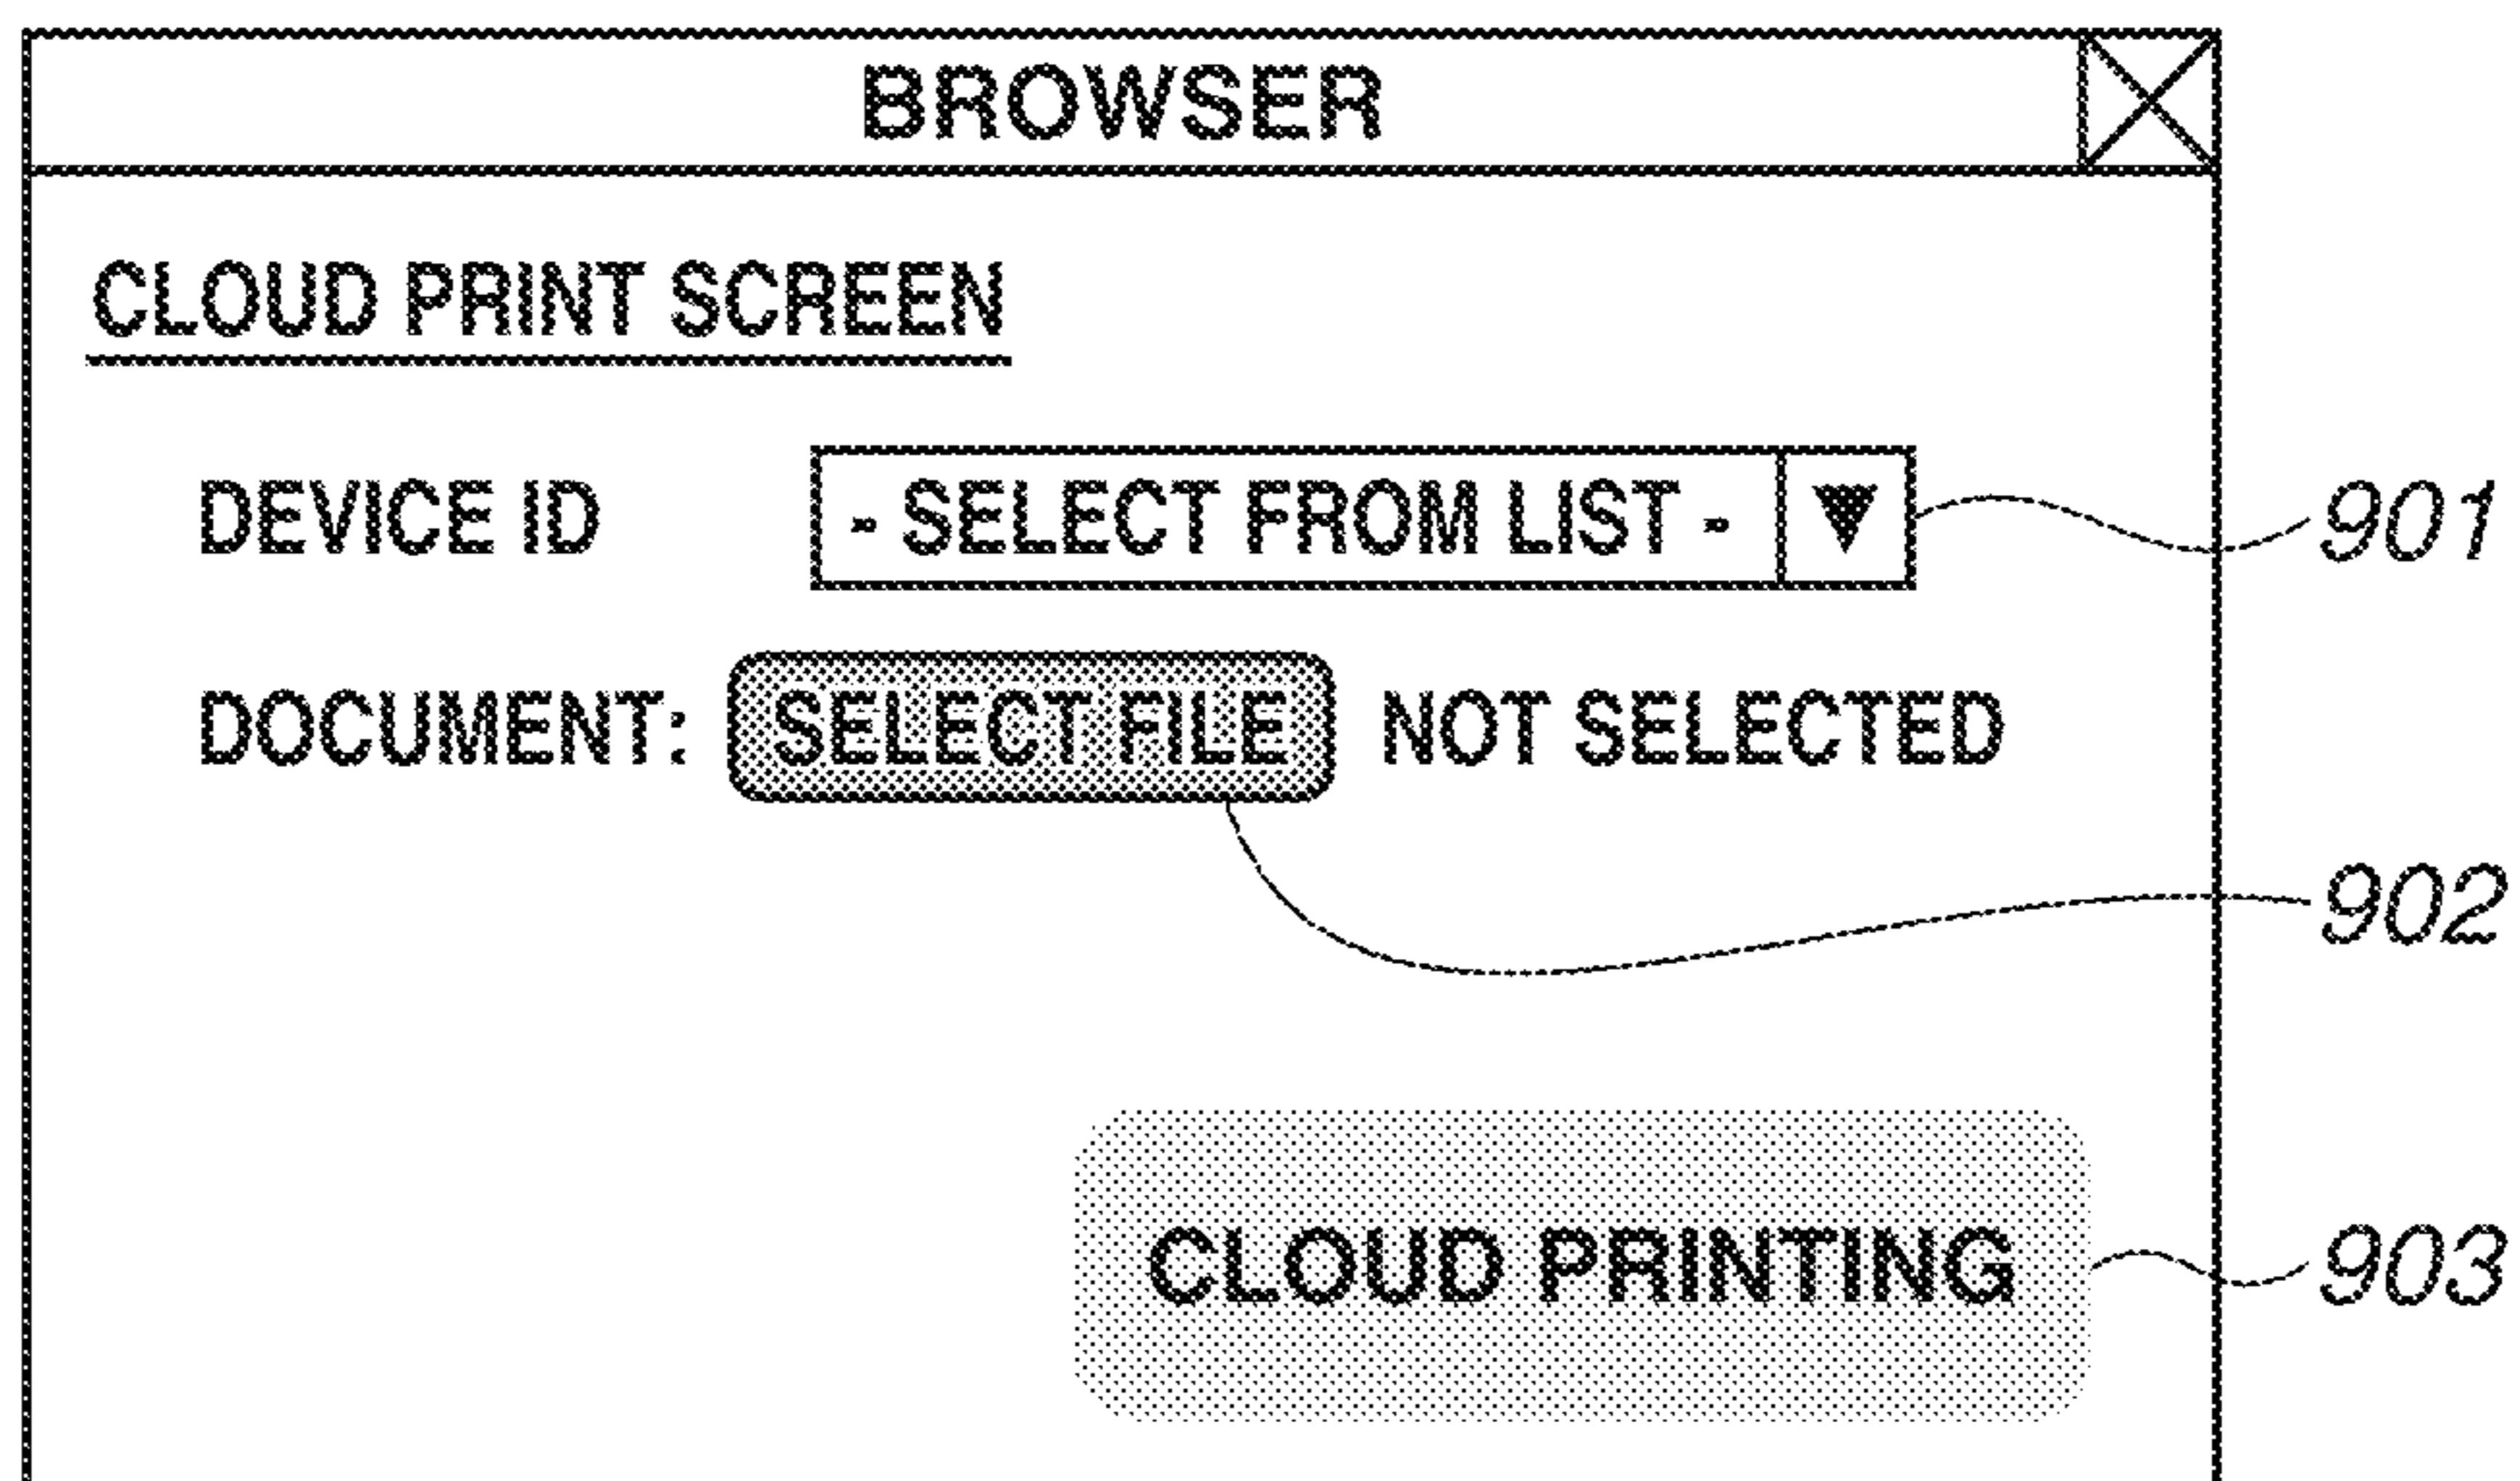 BROWSER
CLOUD PRINT SCREEN
DEVICE ID - SELECT FROM LIST - ▼ 901
DOCUMENT: SELECT FILE NOT SELECTED
902
CLOUD PRINTING 903